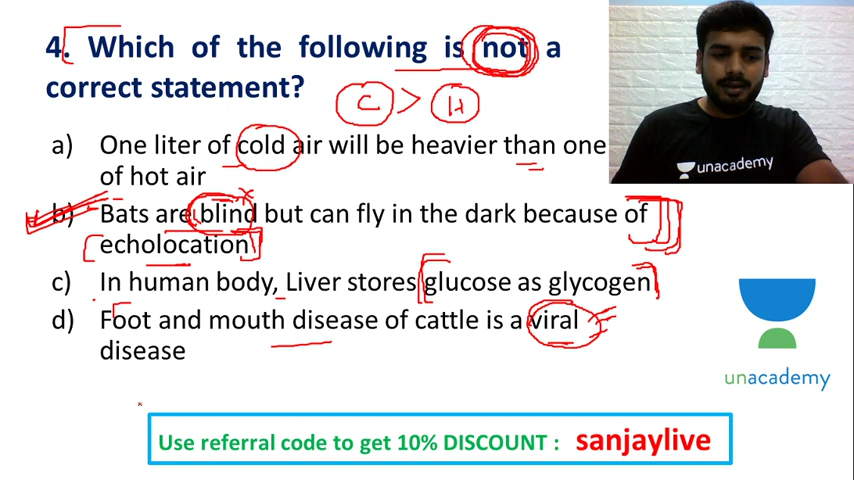 4. Which of the following is not a
correct statement?
C > H
a) One liter of cold air will be heavier than one
of hot air
b) Bats are blind but can fly in the dark because of
echolocation
c) In human body, Liver stores glucose as glycogen
d) Foot and mouth disease of cattle is a viral
disease
unacademy
unacademy
Use referral code to get 10% DISCOUNT : sanjaylive